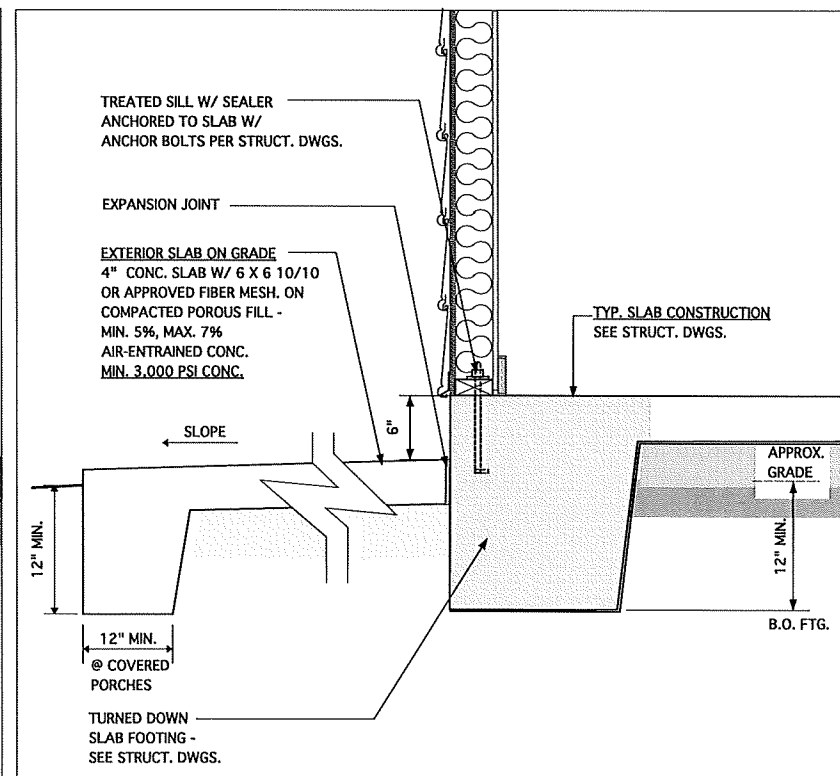 TREATED SILL W/ SEALER
ANCHORED TO SLAB W/
ANCHOR BOLTS PER STRUCT. DWGS.
EXPANSION JOINT
EXTERIOR SLAB ON GRADE
4" CONC. SLAB W/ 6 X 6 10/10
OR APPROVED FIBER MESH. ON
COMPACTED POROUS FILL -
MIN. 5%, MAX. 7%
AIR-ENTRAINED CONC.
MIN. 3,000 PSI CONC.
TYP. SLAB CONSTRUCTION
SEE STRUCT. DWGS.
6"
SLOPE
APPROX.
GRADE
12" MIN.
12" MIN.
B.O. FTG.
12" MIN.
@ COVERED
PORCHES
TURNED DOWN
SLAB FOOTING -
SEE STRUCT. DWGS.